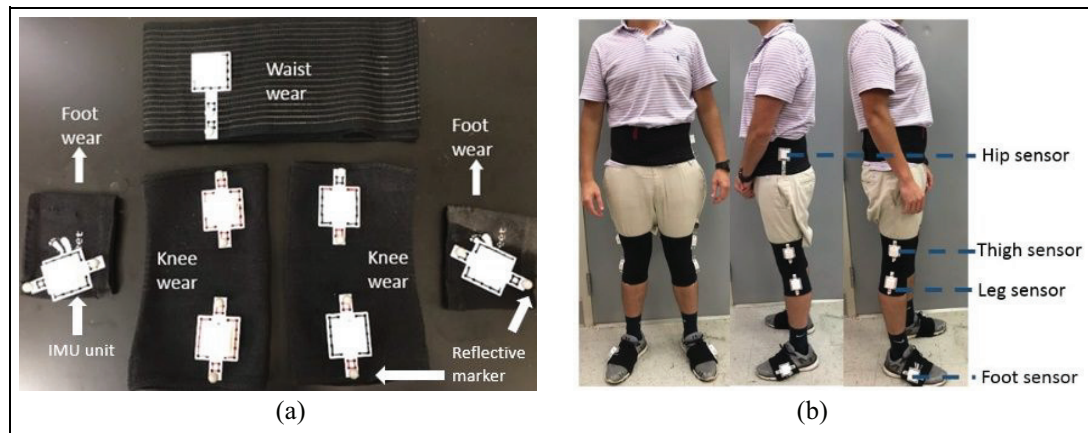 Waist
wear
Foot
wear
Foot
wear
Knee
wear
Knee
wear
IMU unit
Reflective
marker
(a)
Hip sensor
Thigh sensor
Leg sensor
Foot sensor
(b)